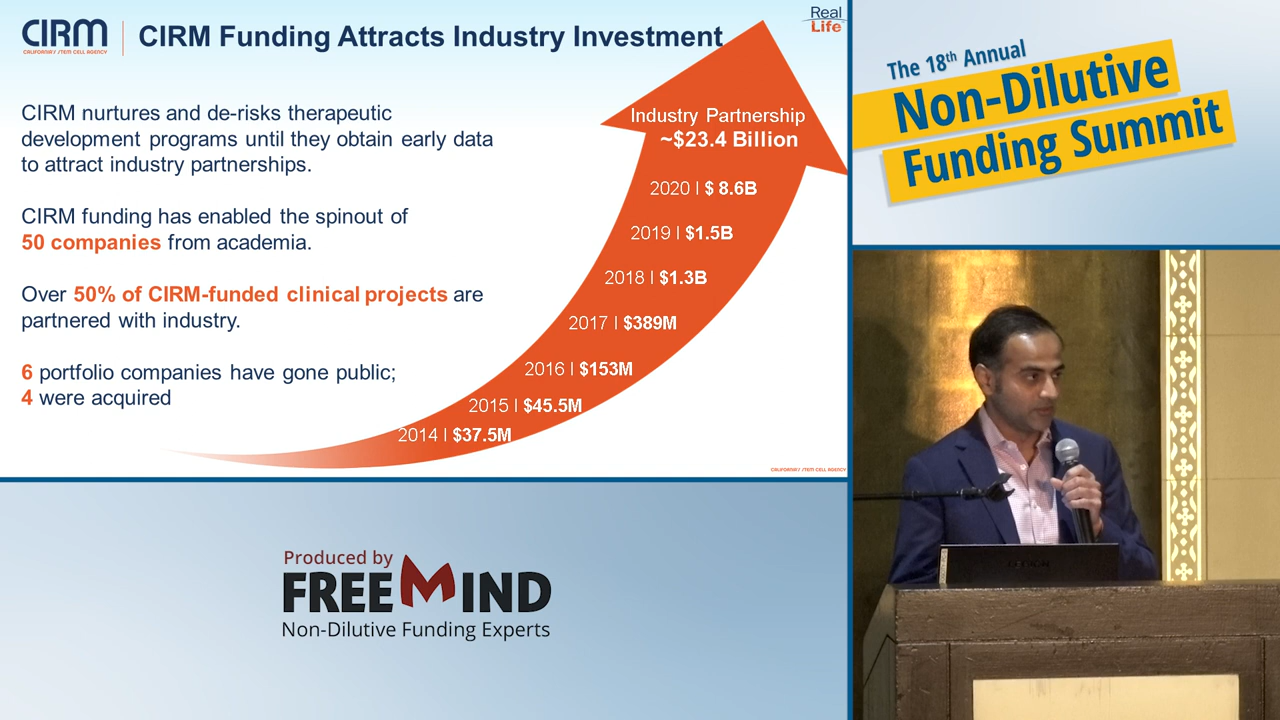 CIRM
CALIFORNIA'S STEM CELL AGENCY
CIRM Funding Attracts Industry Investment
Real
Life
CIRM nurtures and de-risks therapeutic
development programs until they obtain early data
to attract industry partnerships.
CIRM funding has enabled the spinout of
50 companies from academia.
Over 50% of CIRM-funded clinical projects are
partnered with industry.
6 portfolio companies have gone public;
4 were acquired
Industry Partnership
~$23.4 Billion
2020 | $ 8.6B
2019 | $1.5B
2018 | $1.3B
2017 | $389M
2016 | $153M
2015 | $45.5M
2014 | $37.5M
CALIFORNIA'S STEM CELL AGENCY
The 18th Annual
Non-Dilutive
Funding Summit
Produced by
FREEMIND
Non-Dilutive Funding Experts